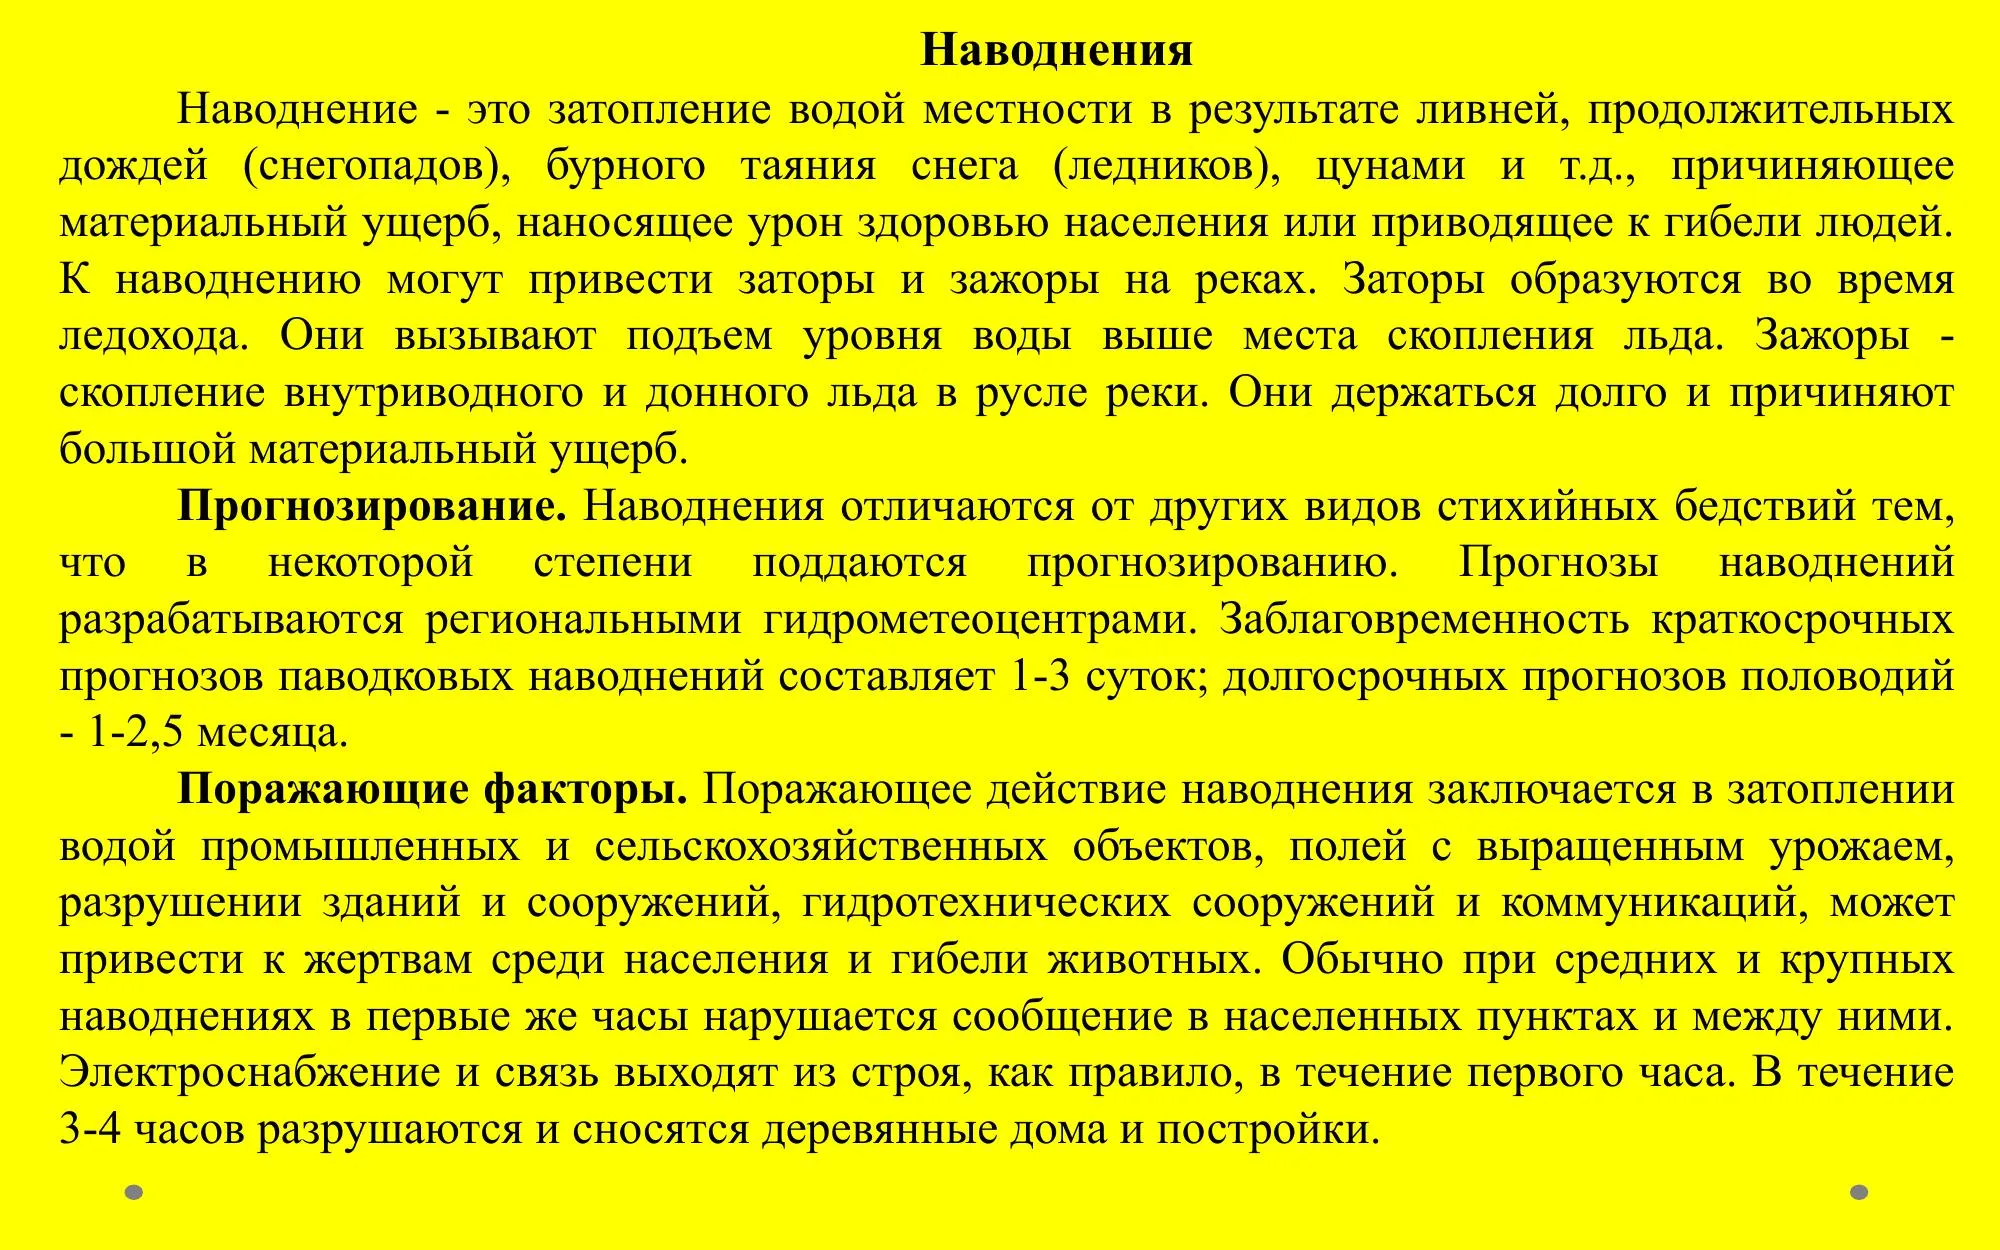 Наводнения
Наводнение - это затопление водой местности в результате ливней, продолжительных
дождей (снегопадов), бурного таяния снега (ледников), цунами и т.д., причиняющее
материальный ущерб, наносящее урон здоровью населения или приводящее к гибели людей.
К наводнению могут привести заторы и зажоры на реках. Заторы образуются во время
ледохода. Они вызывают подъем уровня воды выше места скопления льда. Зажоры -
скопление внутриводного и донного льда в русле реки. Они держаться долго и причиняют
большой материальный ущерб.
Прогнозирование. Наводнения отличаются от других видов стихийных бедствий тем,
что в некоторой степени поддаются прогнозированию. Прогнозы наводнений
разрабатываются региональными гидрометеоцентрами. Заблаговременность краткосрочных
прогнозов паводковых наводнений составляет 1-3 суток; долгосрочных прогнозов половодий
- 1-2,5 месяца.
Поражающие факторы. Поражающее действие наводнения заключается в затоплении
водой промышленных и сельскохозяйственных объектов, полей с выращенным урожаем,
разрушении зданий и сооружений, гидротехнических сооружений и коммуникаций, может
привести к жертвам среди населения и гибели животных. Обычно при средних и крупных
наводнениях в первые же часы нарушается сообщение в населенных пунктах и между ними.
Электроснабжение и связь выходят из строя, как правило, в течение первого часа. В течение
3-4 часов разрушаются и сносятся деревянные дома и постройки.